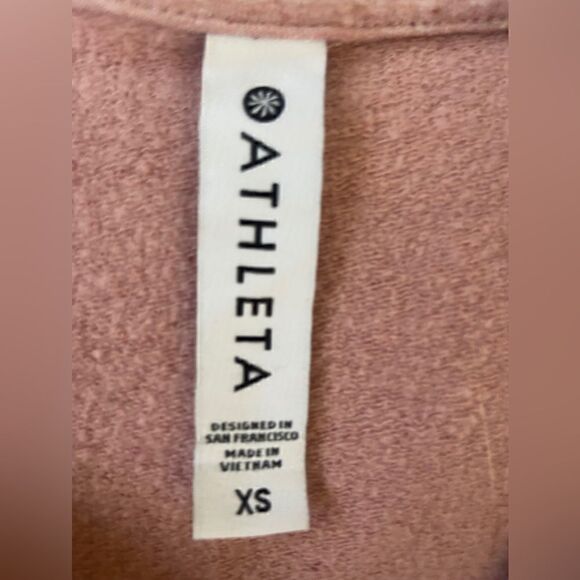 ATHLETA
DESIGNED IN
SAN FRANCISCO
MADE IN
VIETNAM
XS